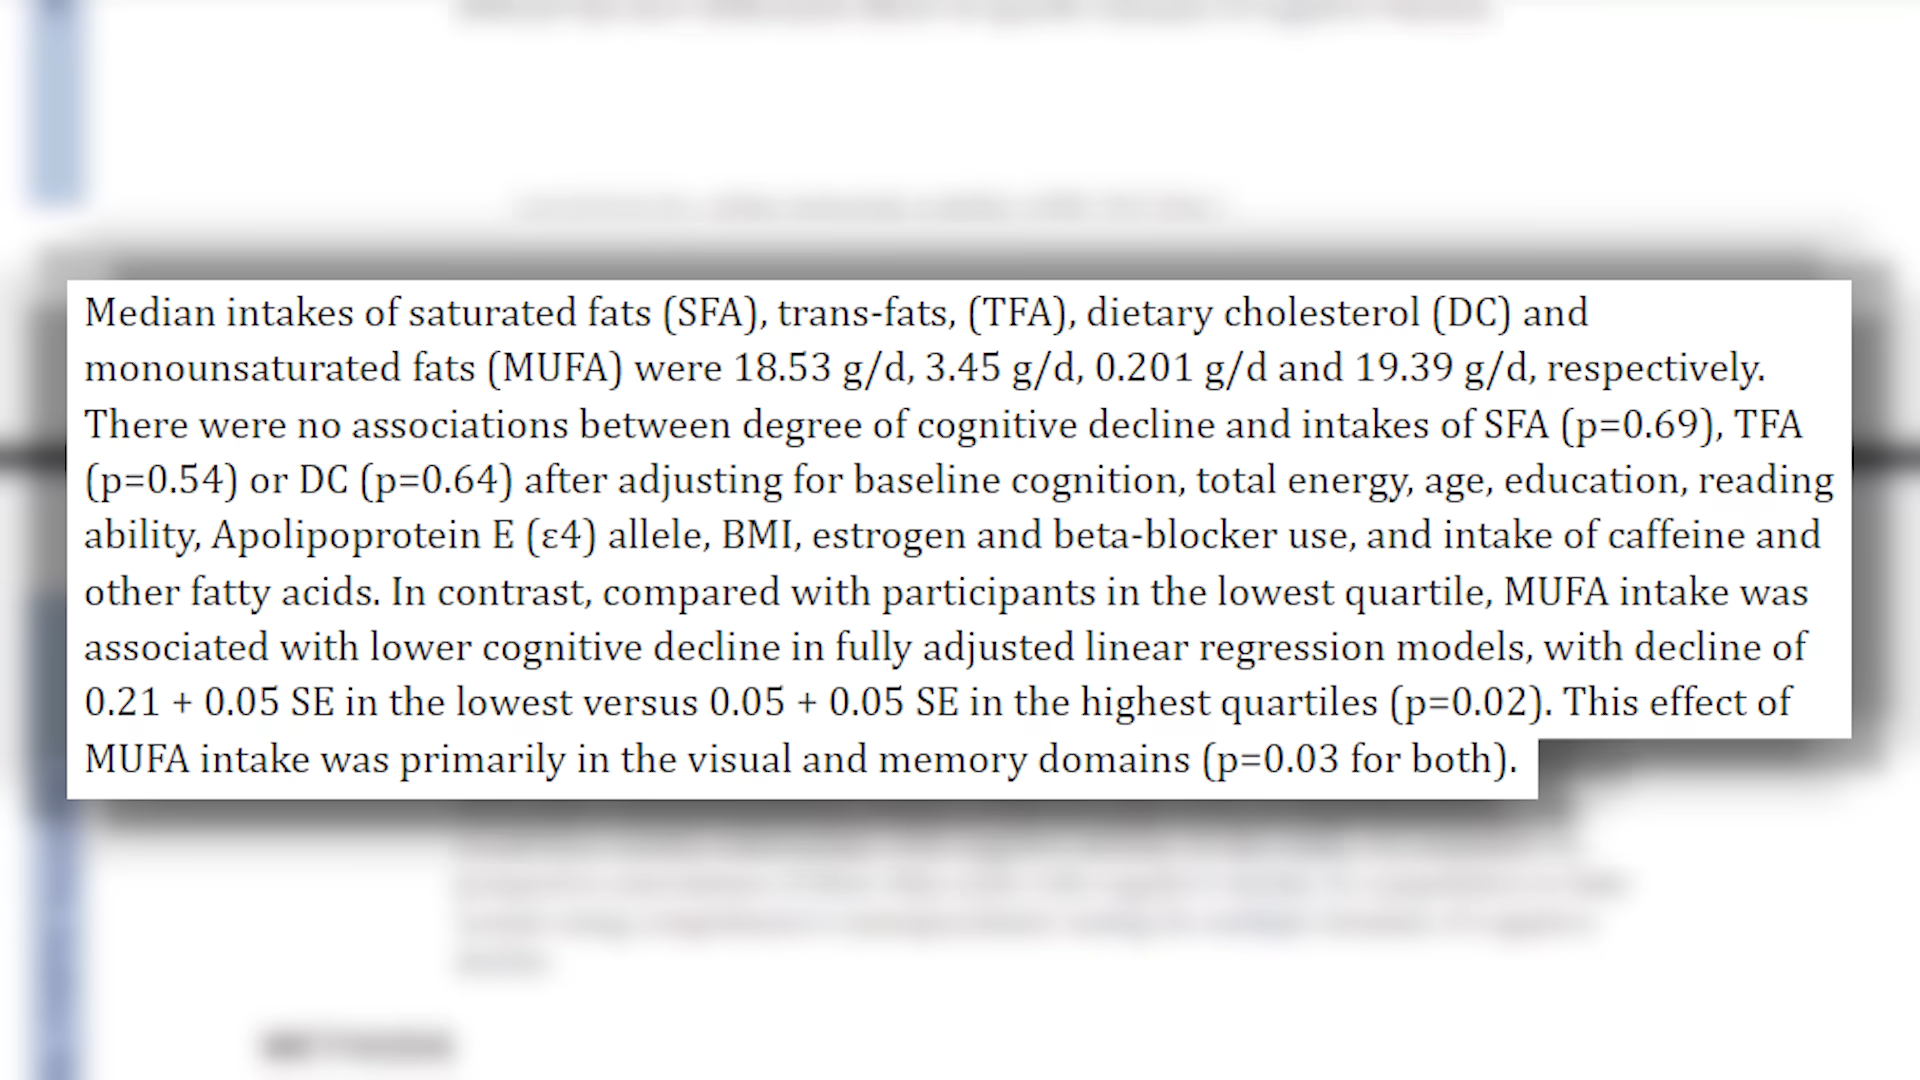 Median intakes of saturated fats (SFA), trans-fats, (TFA), dietary cholesterol (DC) and
monounsaturated fats (MUFA) were 18.53 g/d, 3.45 g/d, 0.201 g/d and 19.39 g/d, respectively.
There were no associations between degree of cognitive decline and intakes of SFA (p=0.69), TFA
(p=0.54) or DC (p=0.64) after adjusting for baseline cognition, total energy, age, education, reading
ability, Apolipoprotein E (ε4) allele, BMI, estrogen and beta-blocker use, and intake of caffeine and
other fatty acids. In contrast, compared with participants in the lowest quartile, MUFA intake was
associated with lower cognitive decline in fully adjusted linear regression models, with decline of
0.21 + 0.05 SE in the lowest versus 0.05 + 0.05 SE in the highest quartiles (p=0.02). This effect of
MUFA intake was primarily in the visual and memory domains (p=0.03 for both).